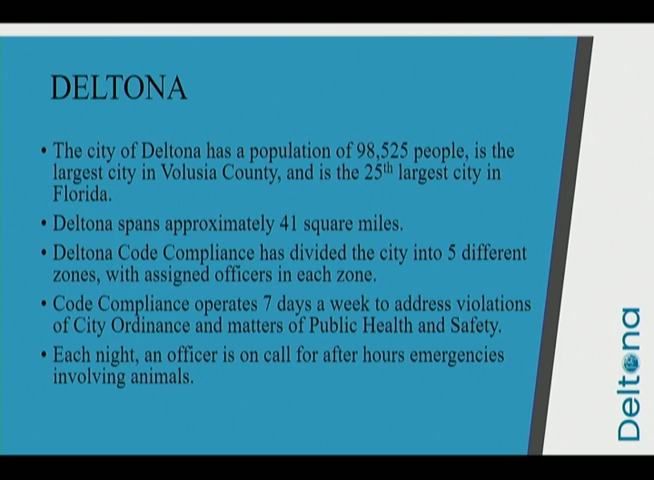 DELTONA
• The city of Deltona has a population of 98,525 people, is the
largest city in Volusia County, and is the 25th largest city in
Florida.
• Deltona spans approximately 41 square miles.
• Deltona Code Compliance has divided the city into 5 different
zones, with assigned officers in each zone.
• Code Compliance operates 7 days a week to address violations
of City Ordinance and matters of Public Health and Safety.
• Each night, an officer is on call for after hours emergencies
involving animals.
Deltona